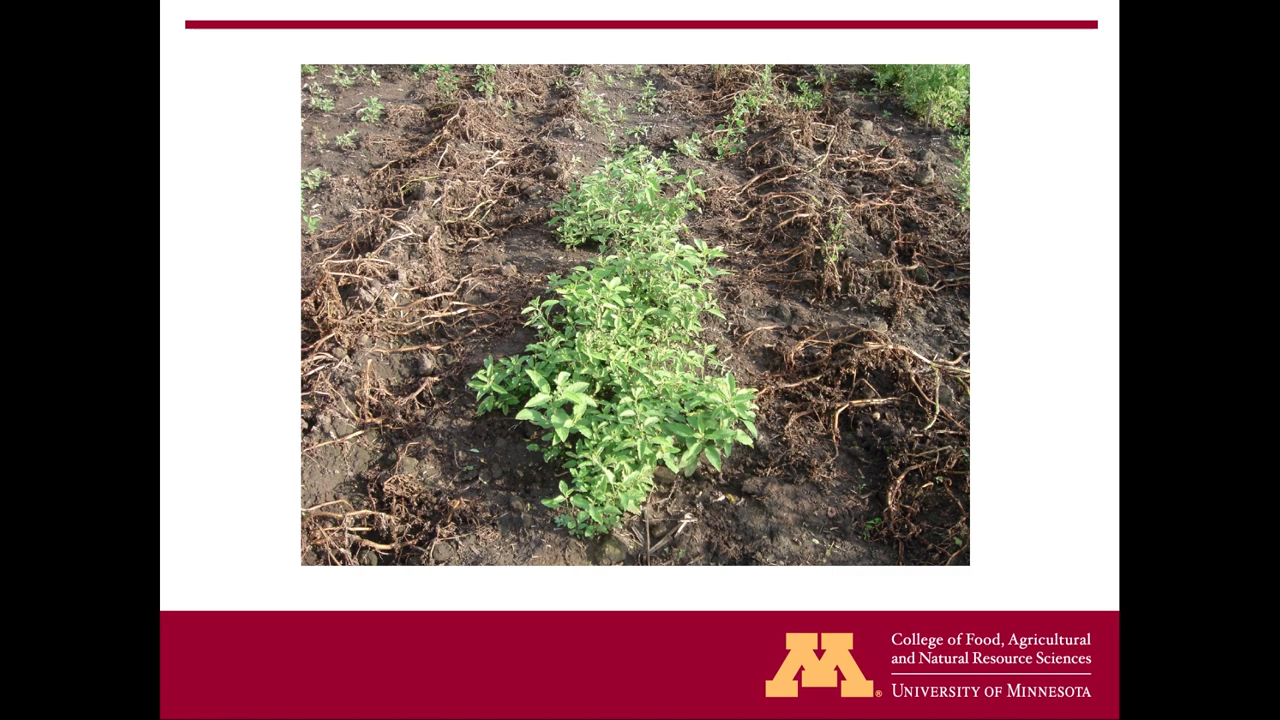 College of Food, Agricultural
and Natural Resource Sciences
UNIVERSITY OF MINNESOTA
M®